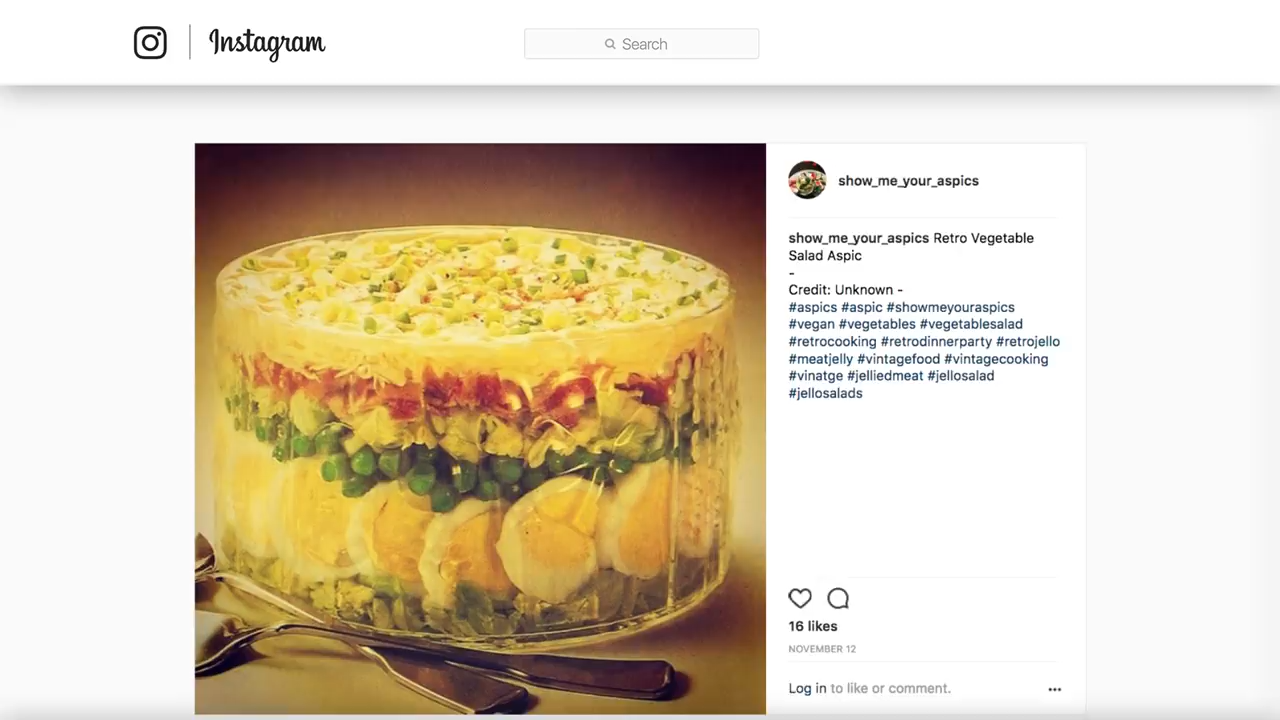 Instagram
Search
show_me_your_aspics
show_me_your_aspics Retro Vegetable
Salad Aspic
-
Credit: Unknown -
#aspics #aspic #showmeyouraspics
#vegan #vegetables #vegetablesalad
#retrocooking #retrodinnerparty #retrojello
#meatjelly #vintagefood #vintagecooking
#vinatge #jelliedmeat #jellosalad
#jellosalads
16 likes
NOVEMBER 12
Log in to like or comment.